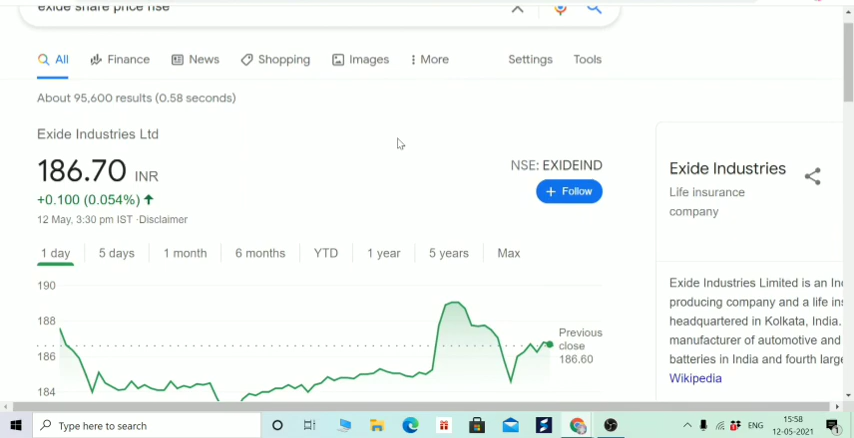 exide share price nse
All Finance News Shopping Images More Settings Tools
About 95,600 results (0.58 seconds)
Exide Industries Ltd
186.70 INR
+0.100 (0.054%)
12 May, 3:30 pm IST ·Disclaimer
NSE: EXIDEIND
+ Follow
1 day 5 days 1 month 6 months YTD 1 year 5 years Max
190
188
186
184
Previous
close
186.60
Exide Industries
Life insurance
company
Exide Industries Limited is an In
producing company and a life in
headquartered in Kolkata, India.
manufacturer of automotive and
batteries in India and fourth large
Wikipedia
Type here to search
ENG
15:58
12-05-2021
1